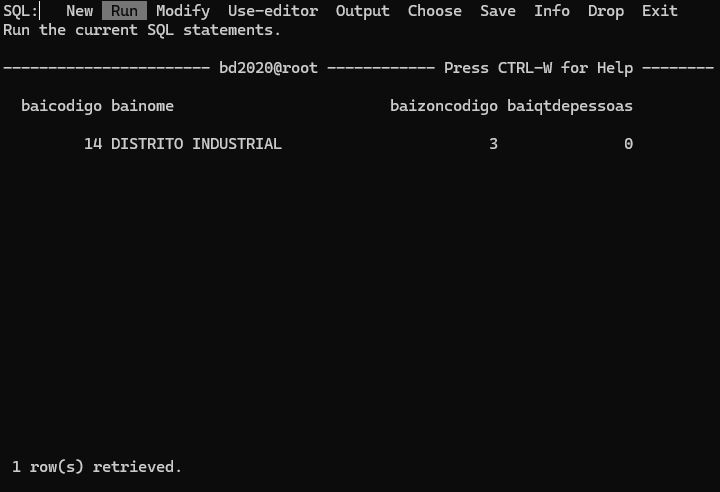 SQL:   New  Run  Modify  Use-editor  Output  Choose  Save  Info  Drop  Exit
Run the current SQL statements.
----------------------- bd2020@root ------------ Press CTRL-W for Help --------
baicodigo bainome                        baizoncodigo baiqtdepessoas
14 DISTRITO INDUSTRIAL                       3              0
1 row(s) retrieved.